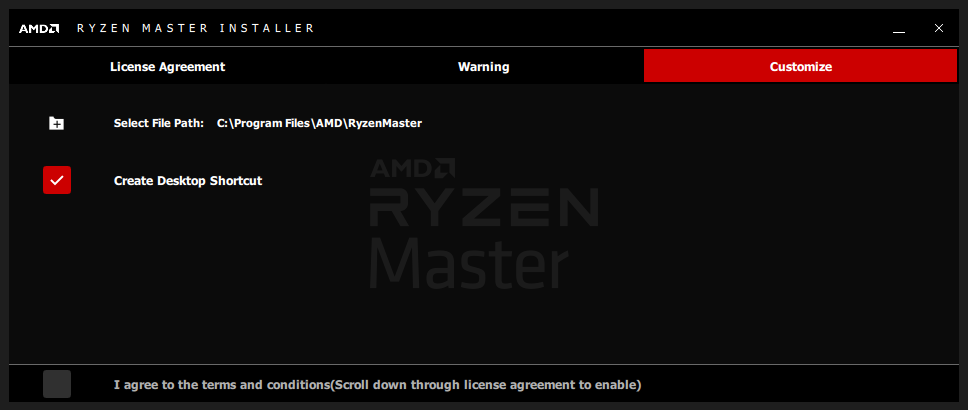 AMD RYZEN MASTER INSTALLER
License Agreement Warning Customize
Select File Path: C:\Program Files\AMD\RyzenMaster
Create Desktop Shortcut
AMD
RYZEN
Master
I agree to the terms and conditions(Scroll down through license agreement to enable)